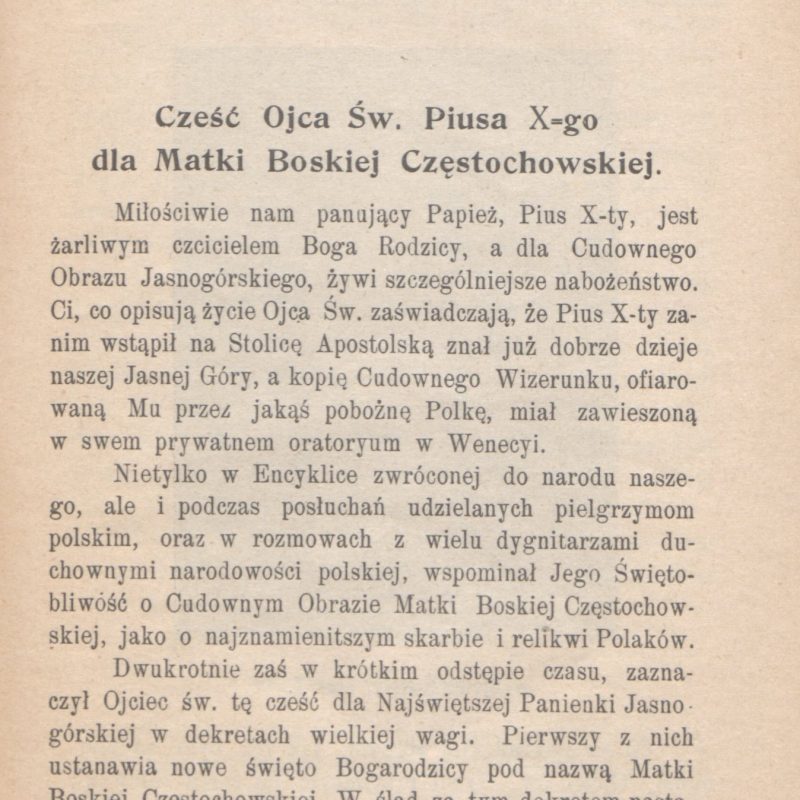 Cześć Ojca Św. Piusa X-go
dla Matki Boskiej Częstochowskiej.
Miłościwie nam panujący Papież, Pius X-ty, jest
żarliwym czcicielem Boga Rodzicy, a dla Cudownego
Obrazu Jasnogórskiego, żywi szczególniejsze nabożeństwo.
Ci, co opisują życie Ojca Św. zaświadczają, że Pius X-ty za-
nim wstąpił na Stolicę Apostolską znał już dobrze dzieje
naszej Jasnej Góry, a kopię Cudownego Wizerunku, ofiaro-
waną Mu przez jakąś pobożnę Polkę, miał zawieszoną
w swem prywatnem oratoryum w Wenecyi.
Nietylko w Encyklice zwróconej do narodu nasze-
go, ale i podczas posłuchań udzielanych pielgrzymom
polskim, oraz w rozmowach z wielu dygnitarzami du-
chownymi narodowości polskiej, wspominał Jego Święto-
bliwość o Cudownym Obrazie Matki Boskiej Częstochow-
skiej, jako o najznamienitszym skarbie i relikwi Polaków.
Dwukrotnie zaś w krótkim odstępie czasu, zazna-
czył Ojciec św. tę cześć dla Najświętszej Panienki Jasno-
górskiej w dekretach wielkiej wagi. Pierwszy z nich
ustanawia nowe święto Bogarodzicy pod nazwą Matki
Boskiej Częstochowskiej. W ślad za tym dekretem